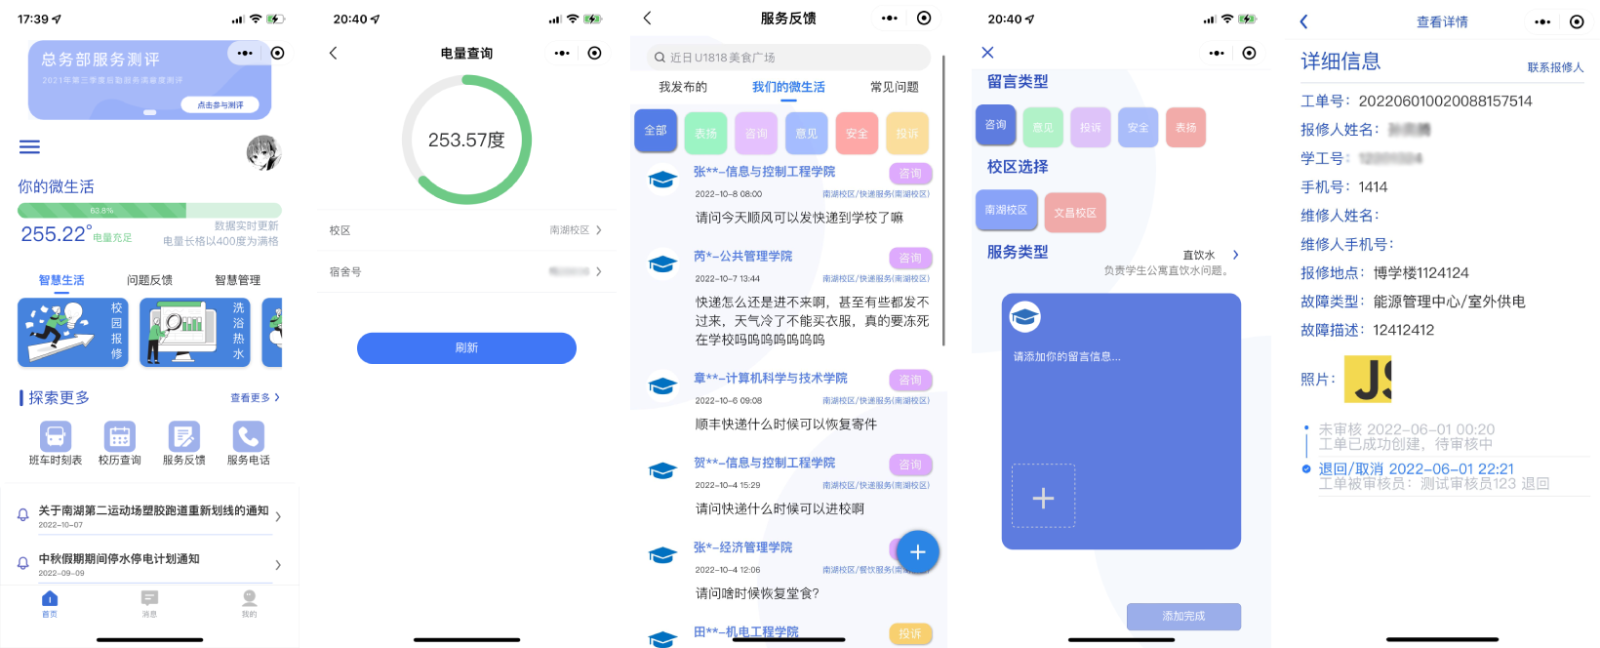 17:39
总务部服务测评
2021年第三季度后勤服务满意度测评
点击参与测评
你的微生活
63.8%
255.22°
电量充足
数据实时更新
电量长格以400度为满格
智慧生活
问题反馈
智慧管理
校园报修
洗浴热水
探索更多
查看更多
班车时刻表
校历查询
服务反馈
服务电话
关于南湖第二运动场塑胶跑道重新划线的通知
2022-10-07
中秋假期期间停水停电计划通知
2022-09-09
首页
消息
我的
20:40
电量查询
253.57度
校区
南湖校区
宿舍号
刷新
服务反馈
近日U1818美食广场
我发布的
我们的微生活
常见问题
全部
表扬
咨询
意见
安全
投诉
张**-信息与控制工程学院
咨询
2022-10-8 08:00
南湖校区/快递服务(南湖校区)
请问今天顺风可以发快递到学校了嘛
芮*-公共管理学院
咨询
2022-10-7 13:44
南湖校区/快递服务(南湖校区)
快递怎么还是进不来啊，甚至有些都发不
过来，天气冷了不能买衣服，真的要冻死
在学校吗呜呜呜呜呜呜
章**-计算机科学与技术学院
咨询
2022-10-6 09:08
南湖校区/快递服务(南湖校区)
顺丰快递什么时候可以恢复寄件
贺**-信息与控制工程学院
咨询
2022-10-4 15:29
南湖校区/快递服务(南湖校区)
请问快递什么时候可以进校啊
张*-经济管理学院
2022-10-4 12:06
南湖校区/餐饮服务(南
请问啥时候恢复堂食?
田**-机电工程学院
投诉
20:40
留言类型
咨询
意见
投诉
安全
表扬
校区选择
南湖校区
文昌校区
服务类型
直饮水
负责学生公寓直饮水问题。
请添加你的留言信息...
添加完成
查看详情
详细信息
联系报修人
工单号：202206010020088157514
报修人姓名：
学工号：
手机号：1414
维修人姓名：
维修人手机号：
报修地点：博学楼1124124
故障类型：能源管理中心/室外供电
故障描述：12412412
照片：
JS
未审核 2022-06-01 00:20
工单已成功创建，待审核中
退回/取消 2022-06-01 22:21
工单被审核员：测试审核员123 退回